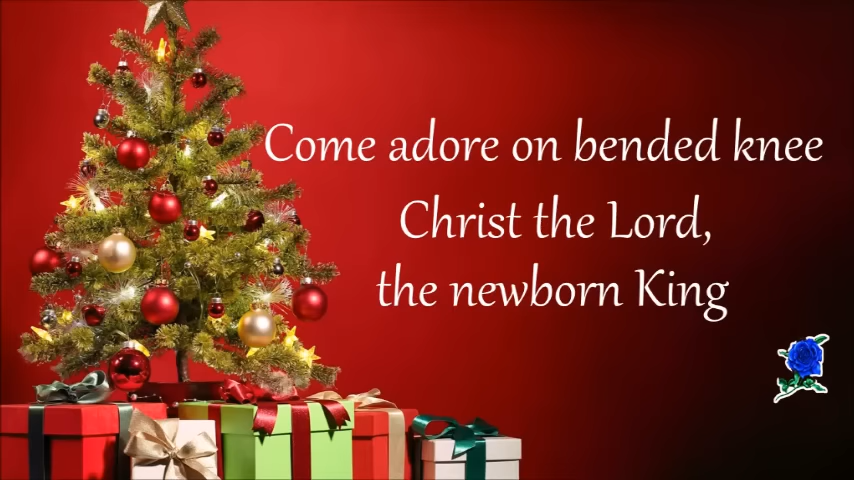 Come adore on bended knee
Christ the Lord,
the newborn King